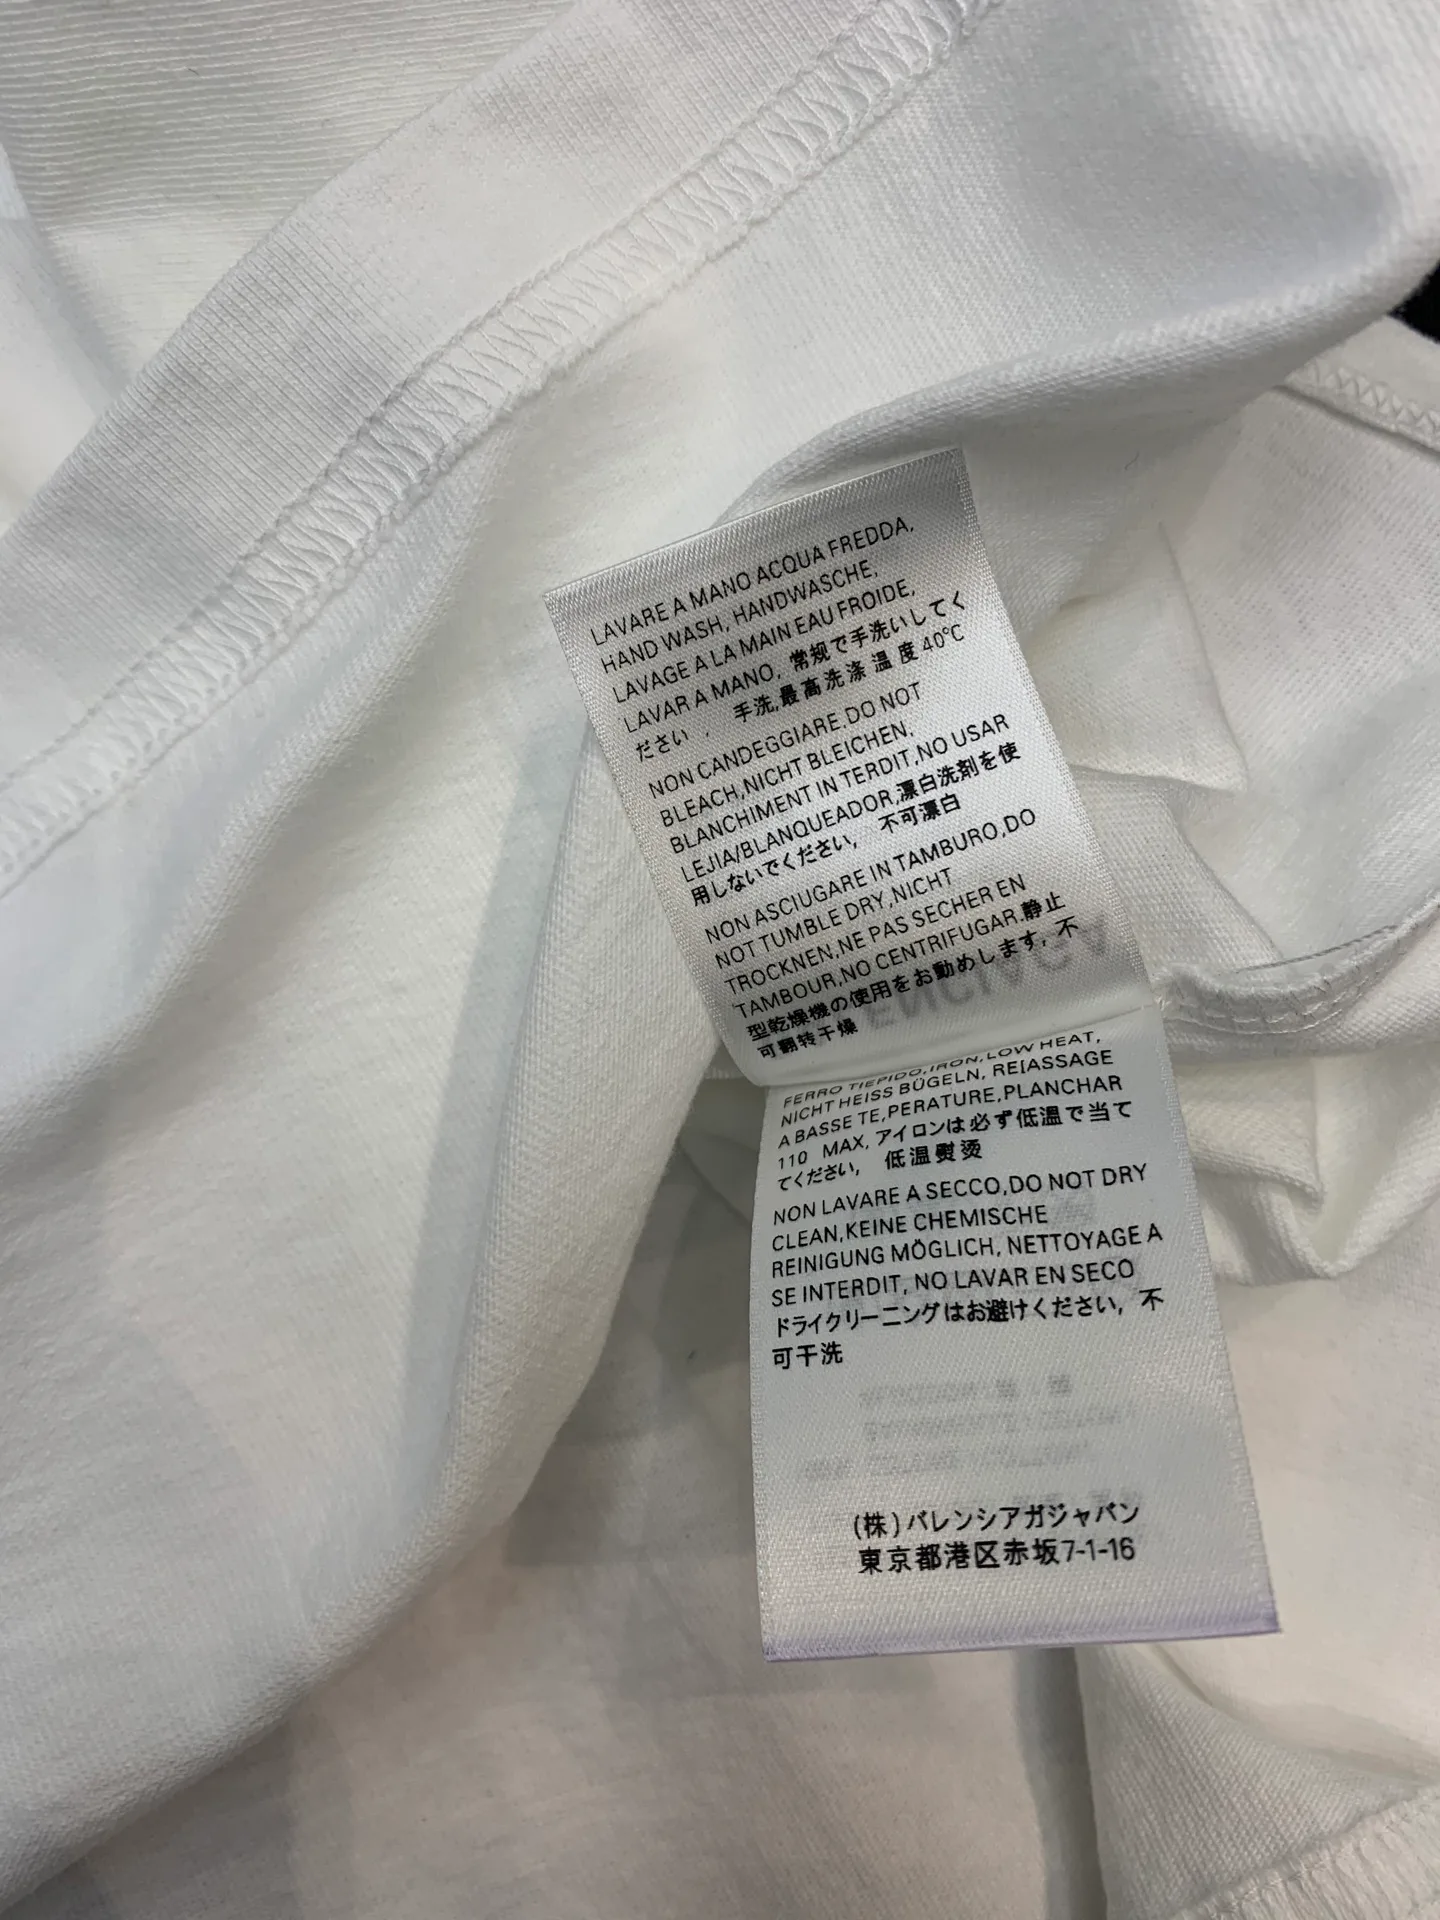 LAVARE A MANO ACQUA FREDDA,
HAND WASH, HANDWASCHE,
LAVAGE A LA MAIN EAU FROIDE,
LAVAR A MANO, 常规で手洗いしてく
ださい , 手洗,最高洗涤温度40°C
NON CANDEGGIARE,DO NOT
BLEACH,NICHT BLEICHEN,
BLANCHIMENT IN TERDIT,NO USAR
LEJIA/BLANQUEADOR,漂白洗剤を使
用しないでください, 不可漂白
NON ASCIUGARE IN TAMBURO,DO
NOT TUMBLE DRY,NICHT
TROCKNEN,NE PAS SECHER EN
TAMBOUR,NO CENTRIFUGAR.静止
型乾燥機の使用をお勧めします, 不
可翻转干燥
FERRO TIEPIDO,IRON,LOW HEAT,
NICHT HEISS BÜGELN, RE[ASSAGE
A BASSE TE,PERATURE,PLANCHAR
110 MAX, アイロンは必ず低温で当て
てください, 低温熨烫
NON LAVARE A SECCO,DO NOT DRY
CLEAN,KEINE CHEMISCHE
REINIGUNG MÖGLICH, NETTOYAGE A
SE INTERDIT, NO LAVAR EN SECO
ドライクリーニングはお避けください, 不
可干洗
(株)バレンシアガジャパン
東京都港区赤坂7-1-16